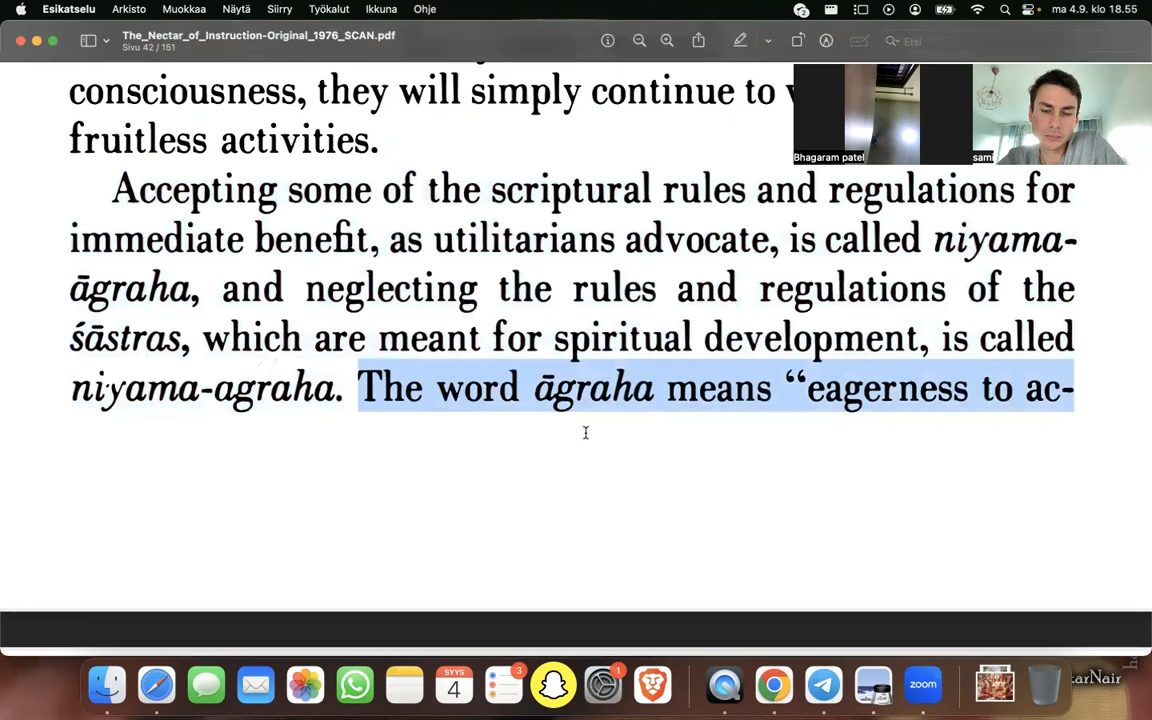 Esikatselu Arkisto Muokkaa Näytä Siirry Työkalut Ikkuna Ohje
2
ma 4.9. klo 18.55
The_Nectar_of_Instruction-Original_1976_SCAN.pdf
Sivu 42 / 151
Etsi
consciousness, they will simply continue to
fruitless activities.
Bhagaram patel
sami
Accepting some of the scriptural rules and regulations for
immediate benefit, as utilitarians advocate, is called niyama-
āgraha, and neglecting the rules and regulations of the
śāstras, which are meant for spiritual development, is called
niyama-agraha. The word āgraha means “eagerness to ac-
SYYS
4
3
1
zoom